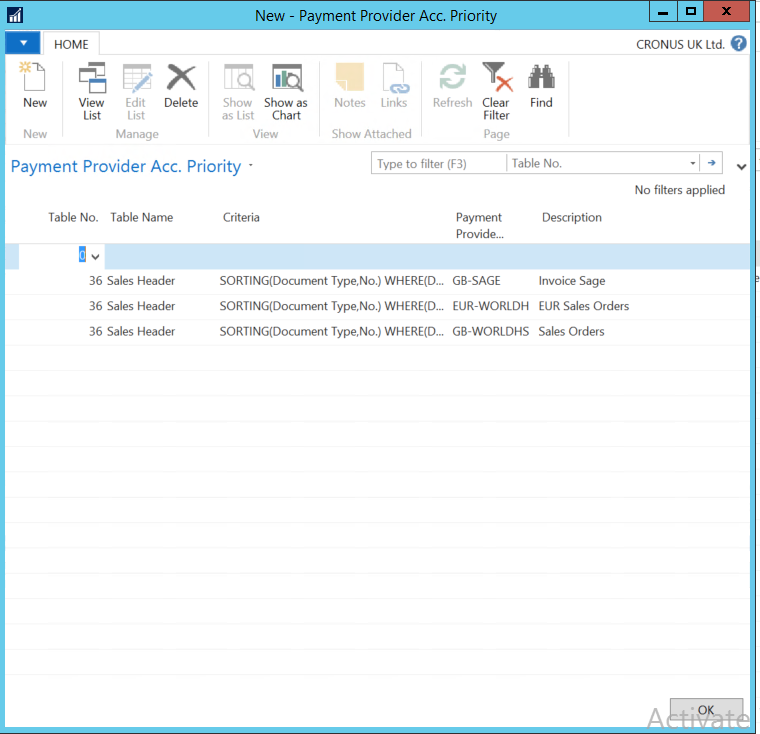 New - Payment Provider Acc. Priority
HOME
CRONUS UK Ltd.
New
View List
Edit List
Delete
Show as List
Show as Chart
Notes
Links
Refresh
Clear Filter
Find
New
Manage
View
Show Attached
Page
Payment Provider Acc. Priority
Type to filter (F3)
Table No.
No filters applied
Table No. Table Name Criteria Payment Provide... Description
0
36 Sales Header SORTING(Document Type,No.) WHERE(D... GB-SAGE Invoice Sage
36 Sales Header SORTING(Document Type,No.) WHERE(D... EUR-WORLDH EUR Sales Orders
36 Sales Header SORTING(Document Type,No.) WHERE(D... GB-WORLDHS Sales Orders
OK
Activate